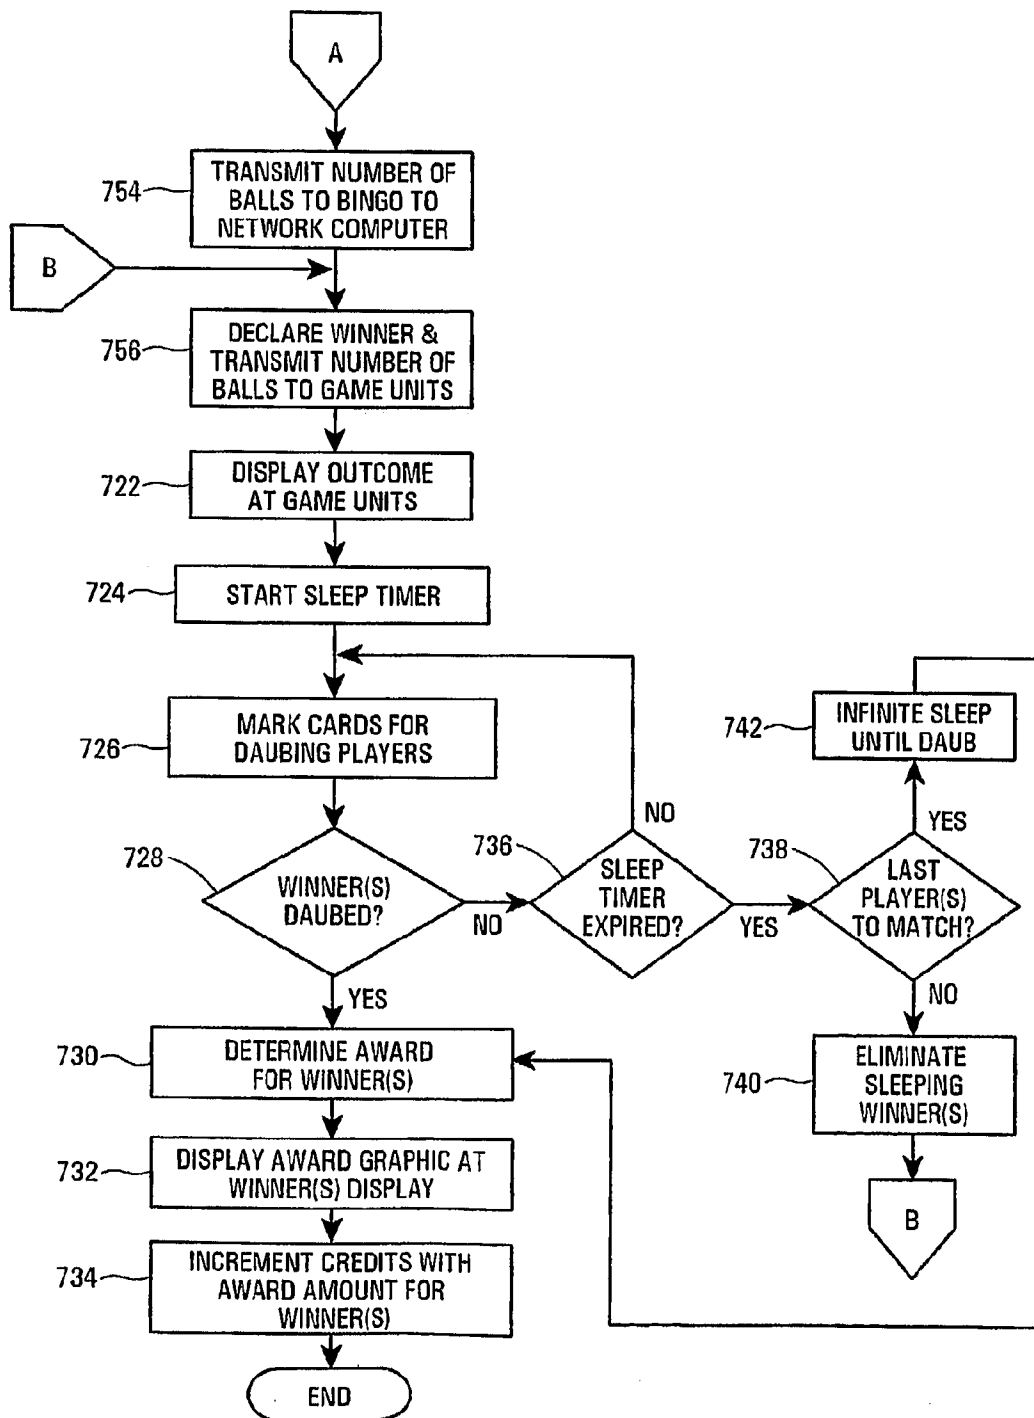 A
754
TRANSMIT NUMBER OF
BALLS TO BINGO TO
NETWORK COMPUTER
B
756
DECLARE WINNER &
TRANSMIT NUMBER OF
BALLS TO GAME UNITS
722
DISPLAY OUTCOME
AT GAME UNITS
724
START SLEEP TIMER
726
MARK CARDS FOR
DAUBING PLAYERS
742
INFINITE SLEEP
UNTIL DAUB
728
WINNER(S)
DAUBED?
NO
YES
736
SLEEP
TIMER
EXPIRED?
NO
YES
738
LAST
PLAYER(S)
TO MATCH?
YES
NO
730
DETERMINE AWARD
FOR WINNER(S)
740
ELIMINATE
SLEEPING
WINNER(S)
732
DISPLAY AWARD GRAPHIC AT
WINNER(S) DISPLAY
B
734
INCREMENT CREDITS WITH
AWARD AMOUNT FOR
WINNER(S)
END